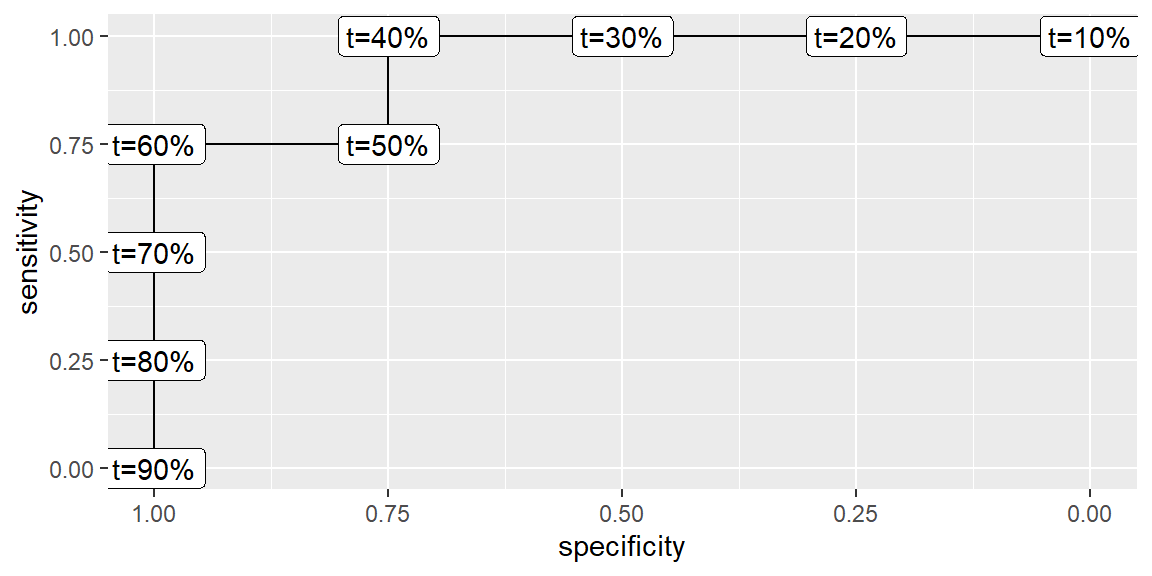 1.00
t=40%
t=30%
t=20%
t=10%
0.75
t=60%
t=50%
0.50
t=70%
0.25
t=80%
0.00
t=90%
sensitivity
1.00
0.75
0.50
0.25
0.00
specificity